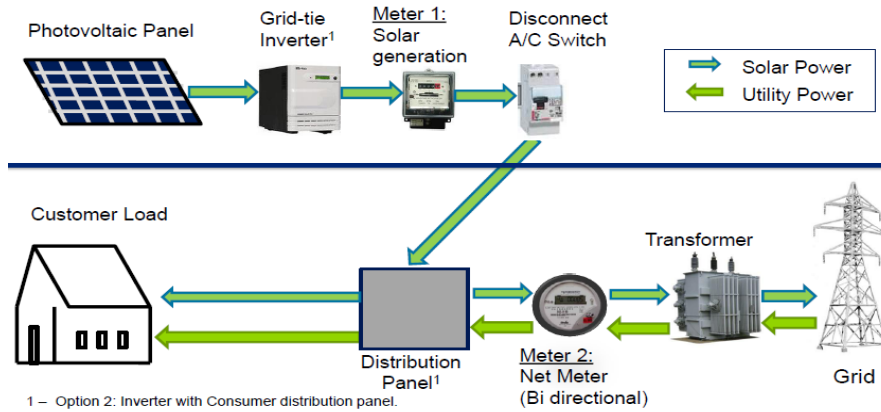 Photovoltaic Panel
Grid-tie
Inverter1
Meter 1:
Solar
generation
Disconnect
A/C Switch
Solar Power
Utility Power
Customer Load
Distribution
Panel1
Meter 2:
Net Meter
(Bi directional)
Transformer
Grid
1 – Option 2: Inverter with Consumer distribution panel.